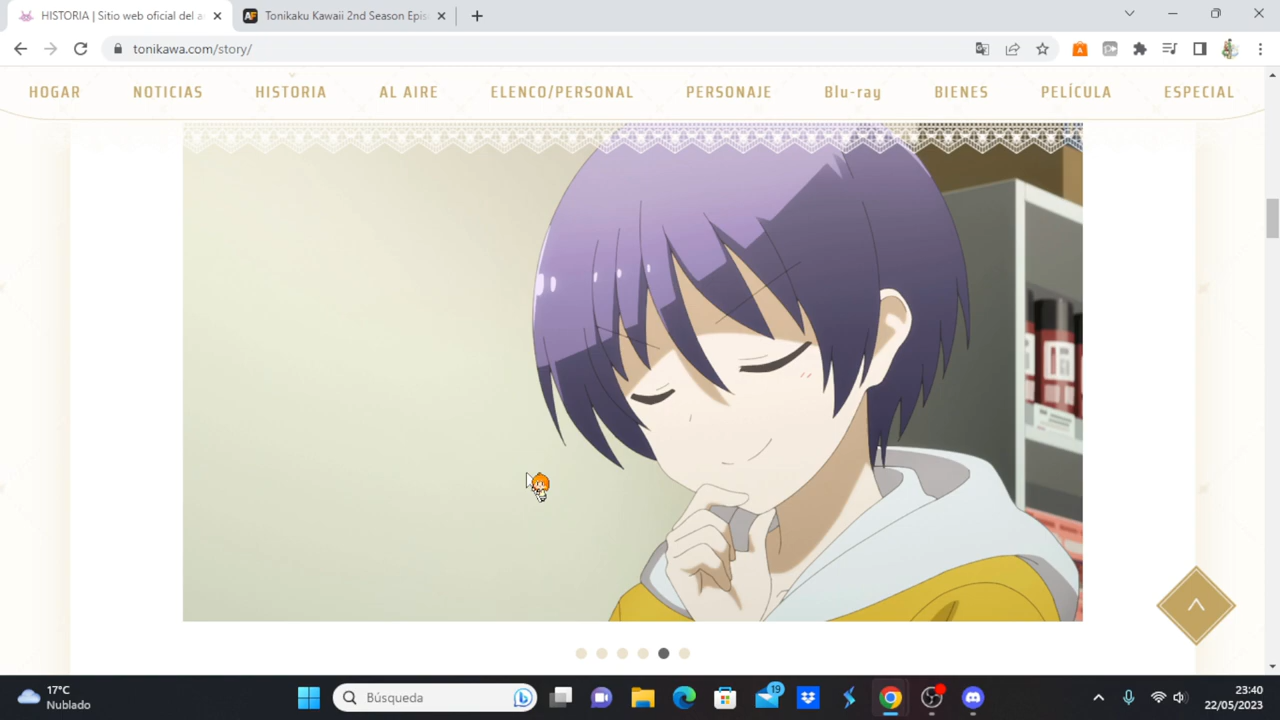 HISTORIA | Sitio web oficial del a
Tonikaku Kawaii 2nd Season Epis
tonikawa.com/story/
HOGAR NOTICIAS HISTORIA AL AIRE ELENCO/PERSONAL PERSONAJE Blu-ray BIENES PELÍCULA ESPECIAL
17°C
Nublado
Búsqueda
19
23:40
22/05/2023